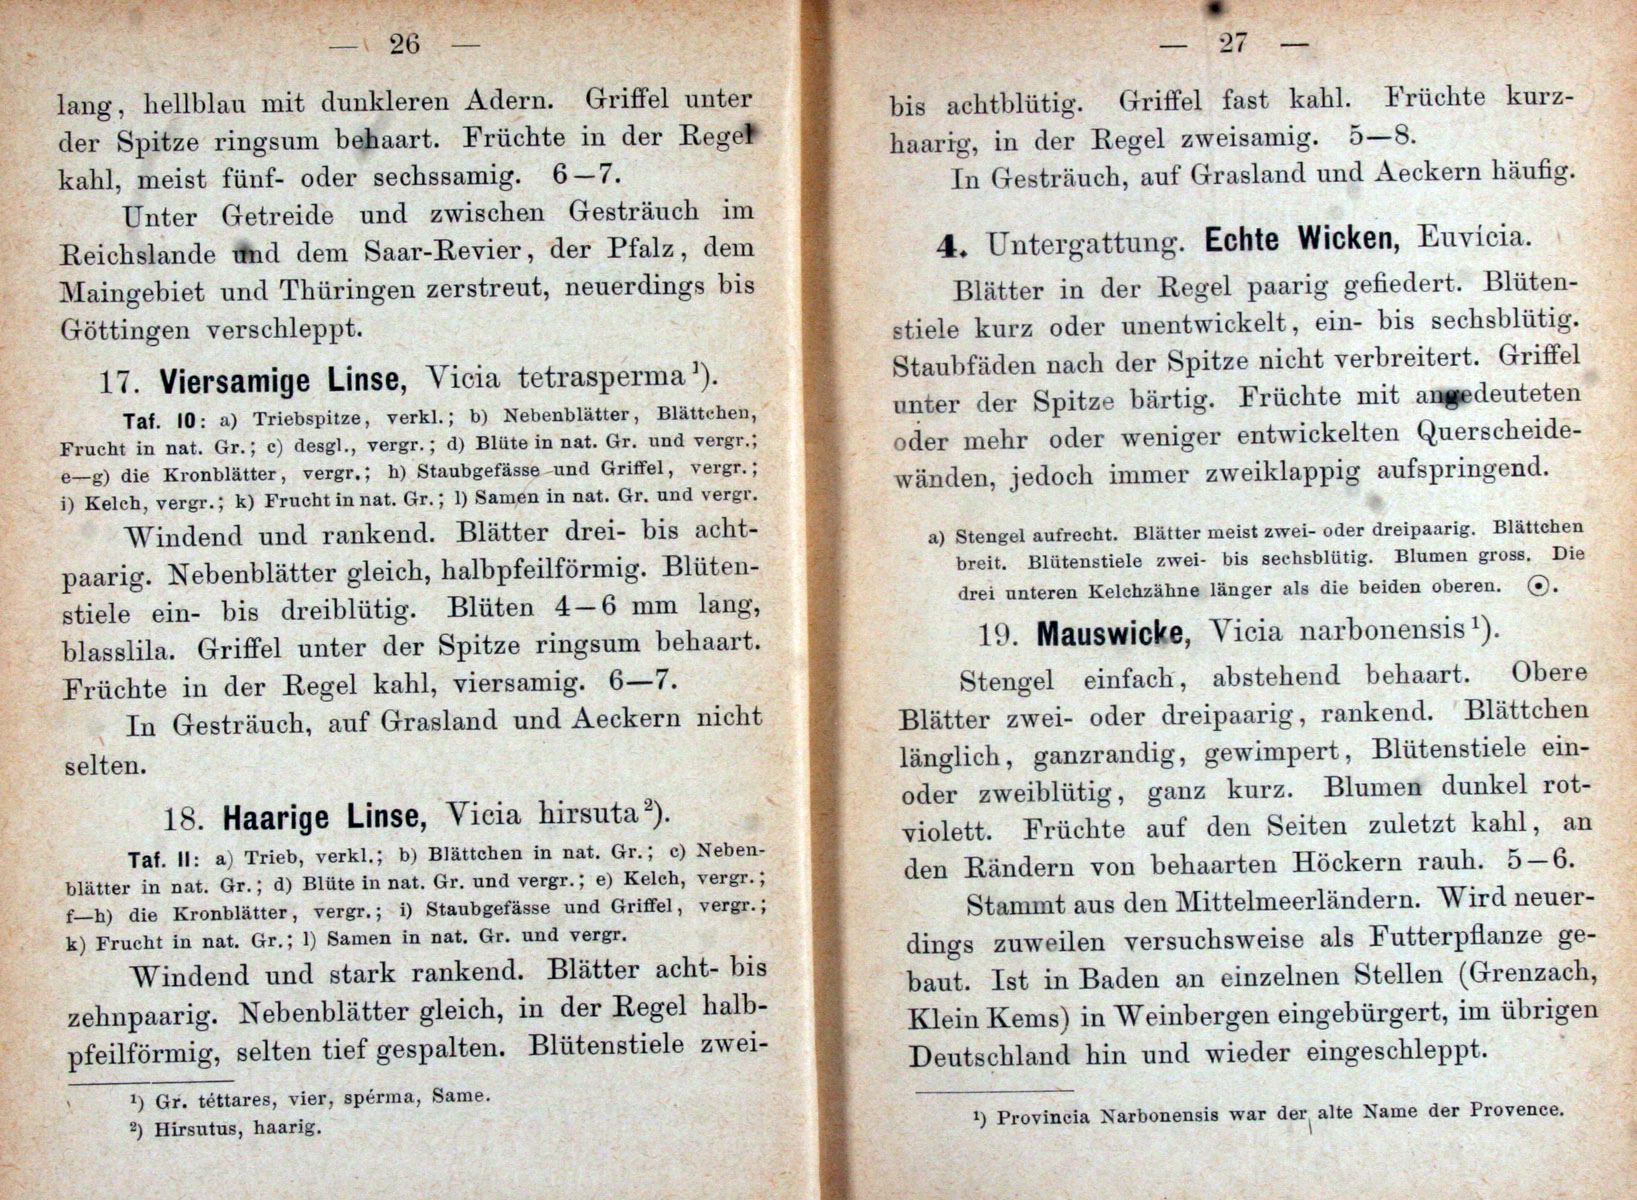 — 26 —
lang, hellblau mit dunkleren Adern. Griffel unter
der Spitze ringsum behaart. Früchte in der Regel
kahl, meist fünf- oder sechssamig. 6—7.
Unter Getreide und zwischen Gesträuch im
Reichslande und dem Saar-Revier, der Pfalz, dem
Maingebiet und Thüringen zerstreut, neuerdings bis
Göttingen verschleppt.
17. Viersamige Linse, Vicia tetrasperma¹).
Taf. 10: a) Triebspitze, verkl.; b) Nebenblätter, Blättchen,
Frucht in nat. Gr.; c) desgl., vergr.; d) Blüte in nat. Gr. und vergr.;
e—g) die Kronblätter, vergr.; h) Staubgefässe und Griffel, vergr.;
i) Kelch, vergr.; k) Frucht in nat. Gr.; l) Samen in nat. Gr. und vergr.
Windend und rankend. Blätter drei- bis acht-
paarig. Nebenblätter gleich, halbpfeilförmig. Blüten-
stiele ein- bis dreiblütig. Blüten 4—6 mm lang,
blasslila. Griffel unter der Spitze ringsum behaart.
Früchte in der Regel kahl, viersamig. 6—7.
In Gesträuch, auf Grasland und Aeckern nicht
selten.
18. Haarige Linse, Vicia hirsuta²).
Taf. 11: a) Trieb, verkl.; b) Blättchen in nat. Gr.; c) Neben-
blätter in nat. Gr.; d) Blüte in nat. Gr. und vergr.; e) Kelch, vergr.;
f—h) die Kronblätter, vergr.; i) Staubgefässe und Griffel, vergr.;
k) Frucht in nat. Gr.; l) Samen in nat. Gr. und vergr.
Windend und stark rankend. Blätter acht- bis
zehnpaarig. Nebenblätter gleich, in der Regel halb-
pfeilförmig, selten tief gespalten. Blütenstiele zwei-
¹) Gr. téttares, vier, spérma, Same.
²) Hirsutus, haarig.
— 27 —
bis achtblütig. Griffel fast kahl. Früchte kurz-
haarig, in der Regel zweisamig. 5—8.
In Gesträuch, auf Grasland und Aeckern häufig.
4. Untergattung. Echte Wicken, Euvícia.
Blätter in der Regel paarig gefiedert. Blüten-
stiele kurz oder unentwickelt, ein- bis sechsblütig.
Staubfäden nach der Spitze nicht verbreitert. Griffel
unter der Spitze bärtig. Früchte mit angedeuteten
oder mehr oder weniger entwickelten Querscheide-
wänden, jedoch immer zweiklappig aufspringend.
a) Stengel aufrecht. Blätter meist zwei- oder dreipaarig. Blättchen
breit. Blütenstiele zwei- bis sechsblütig. Blumen gross. Die
drei unteren Kelchzähne länger als die beiden oberen. ⊙.
19. Mauswicke, Vicia narbonensis¹).
Stengel einfach, abstehend behaart. Obere
Blätter zwei- oder dreipaarig, rankend. Blättchen
länglich, ganzrandig, gewimpert, Blütenstiele ein-
oder zweiblütig, ganz kurz. Blumen dunkel rot-
violett. Früchte auf den Seiten zuletzt kahl, an
den Rändern von behaarten Höckern rauh. 5—6.
Stammt aus den Mittelmeerländern. Wird neuer-
dings zuweilen versuchsweise als Futterpflanze ge-
baut. Ist in Baden an einzelnen Stellen (Grenzach,
Klein Kems) in Weinbergen eingebürgert, im übrigen
Deutschland hin und wieder eingeschleppt.
¹) Provincia Narbonensis war der alte Name der Provence.